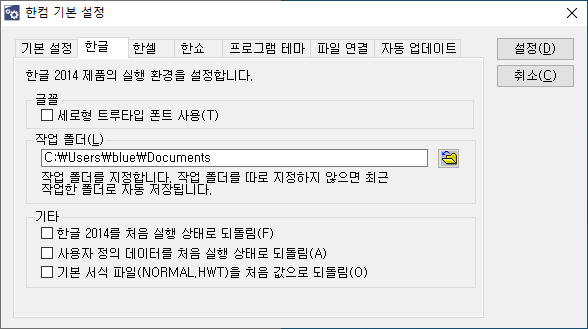 한컴 기본 설정
기본 설정 한글 한셀 한쇼 프로그램 테마 파일 연결 자동 업데이트
설정(D)
취소(C)
한글 2014 제품의 실행 환경을 설정합니다.
글꼴
세로형 트루타입 폰트 사용(T)
작업 폴더(L)
C:₩Users₩blue₩Documents
작업 폴더를 지정합니다. 작업 폴더를 따로 지정하지 않으면 최근
작업한 폴더로 자동 저장됩니다.
기타
한글 2014를 처음 실행 상태로 되돌림(F)
사용자 정의 데이터를 처음 실행 상태로 되돌림(A)
기본 서식 파일(NORMAL.HWT)을 처음 값으로 되돌림(O)